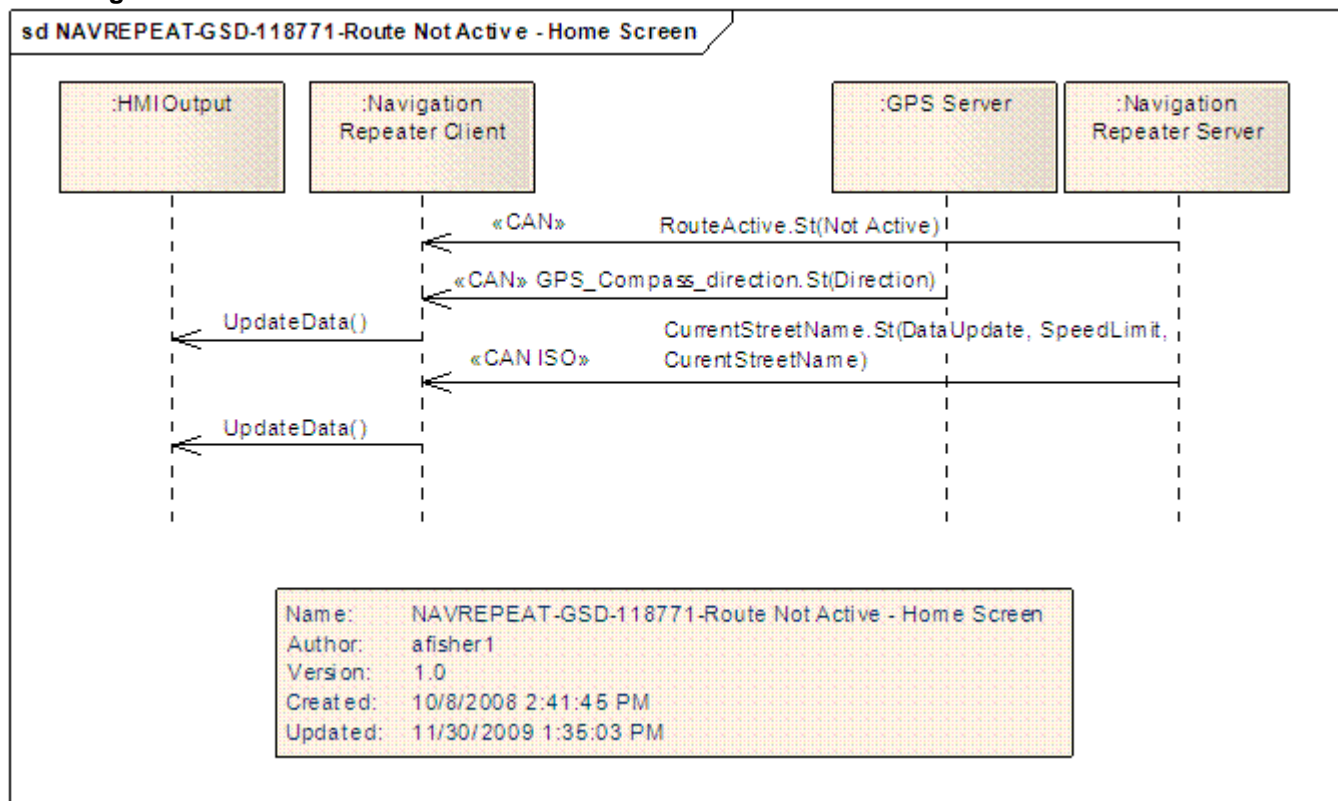 sd NAVREPEAT-GSD-118771-Route Not Active - Home Screen
:HMI Output
:Navigation
Repeater Client
:GPS Server
:Navigation
Repeater Server
«CAN» RouteActive.St(Not Active)
«CAN» GPS_Compass_direction.St(Direction)
UpdateData()
CurrentStreetName.St(DataUpdate, SpeedLimit,
«CAN ISO» CurentStreetName)
UpdateData()
Name: NAVREPEAT-GSD-118771-Route Not Active - Home Screen
Author: afisher1
Version: 1.0
Created: 10/8/2008 2:41:45 PM
Updated: 11/30/2009 1:35:03 PM